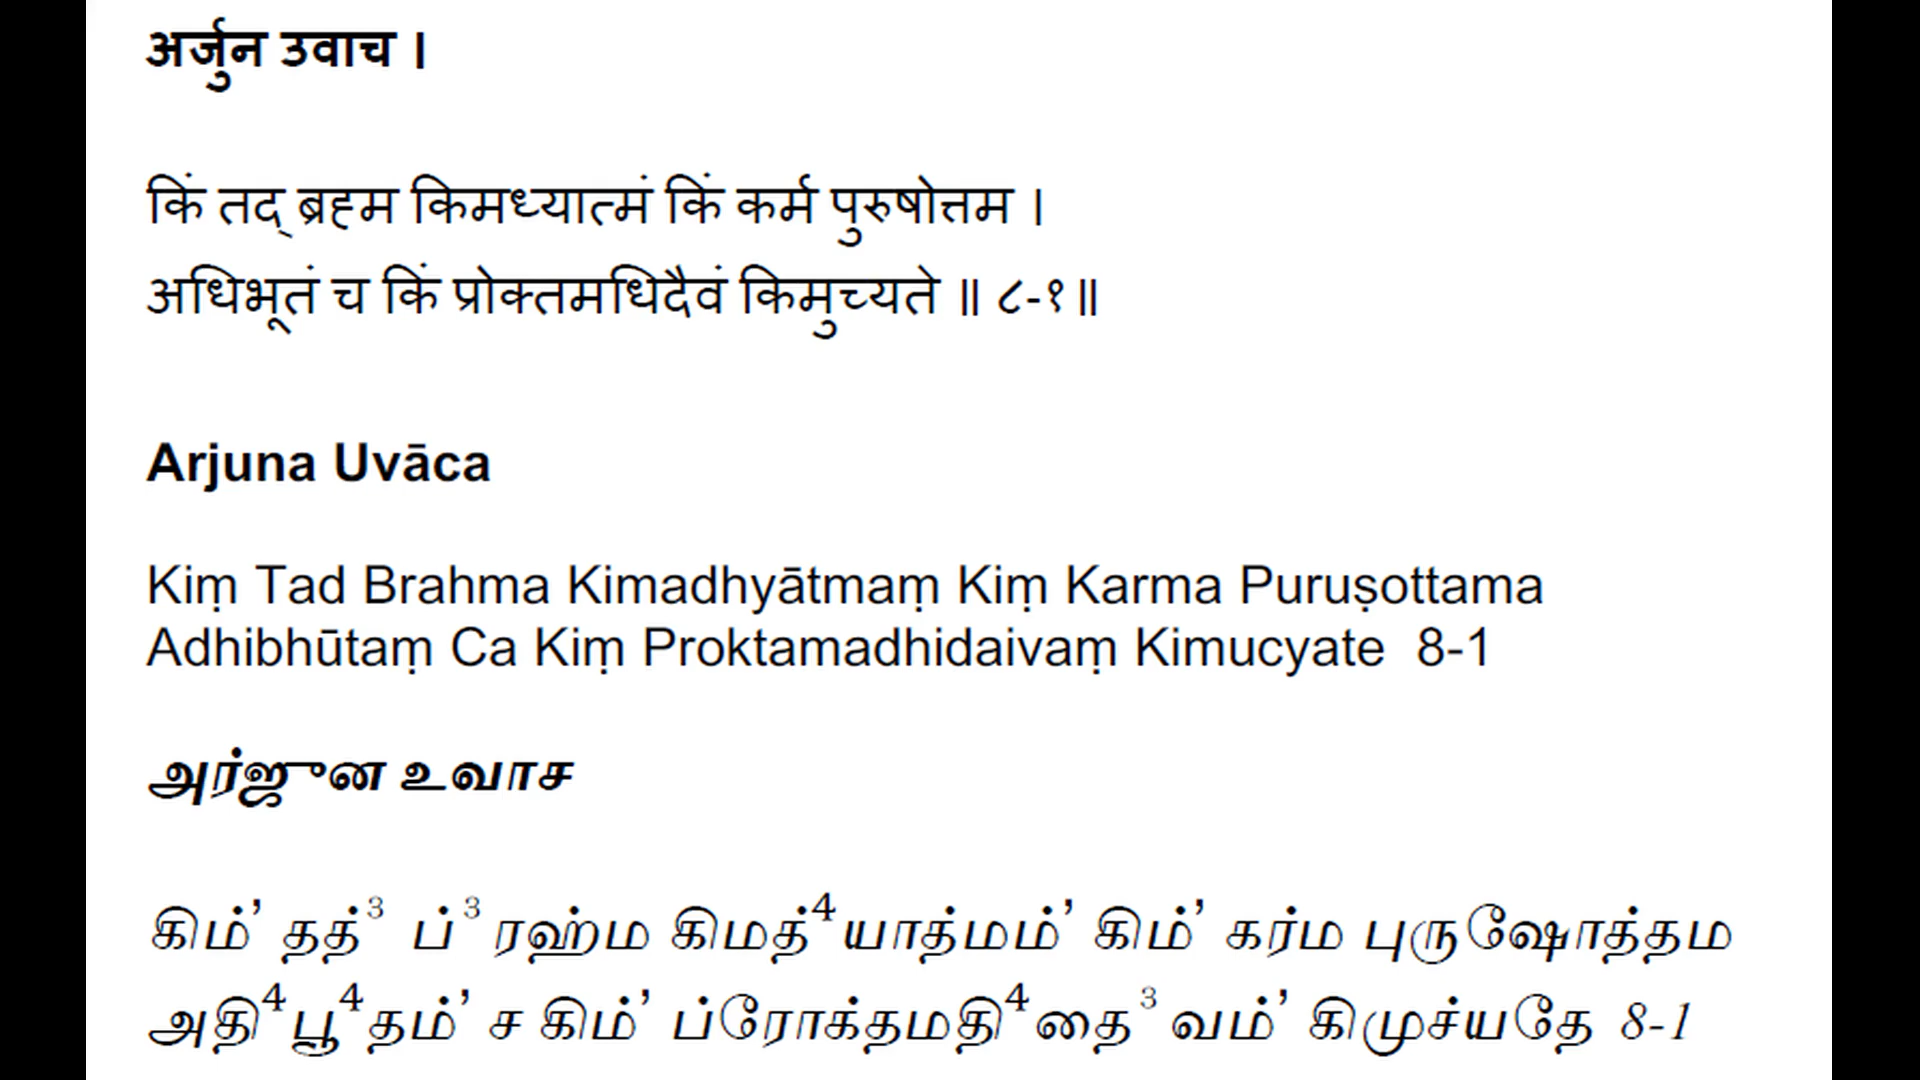 अर्जुन उवाच ।
किं तद् ब्रह्म किमध्यात्मं किं कर्म पुरुषोत्तम ।
अधिभूतं च किं प्रोक्तमधिदैवं किमुच्यते ॥ ८-१॥
Arjuna Uvāca
Kiṃ Tad Brahma Kimadhyātmaṃ Kiṃ Karma Puruṣottama
Adhibhūtaṃ Ca Kiṃ Proktamadhidaivaṃ Kimucyate 8-1
அர்ஜுன உவாச
கிம்’ தத்³ ப்³ரஹ்ம கிமத்⁴யாத்மம்’ கிம்’ கர்ம புருஷோத்தம
அதி⁴பூ⁴தம்’ ச கிம்’ ப்ரோக்தமதி⁴தை³வம்’ கிமுச்யதே 8-1